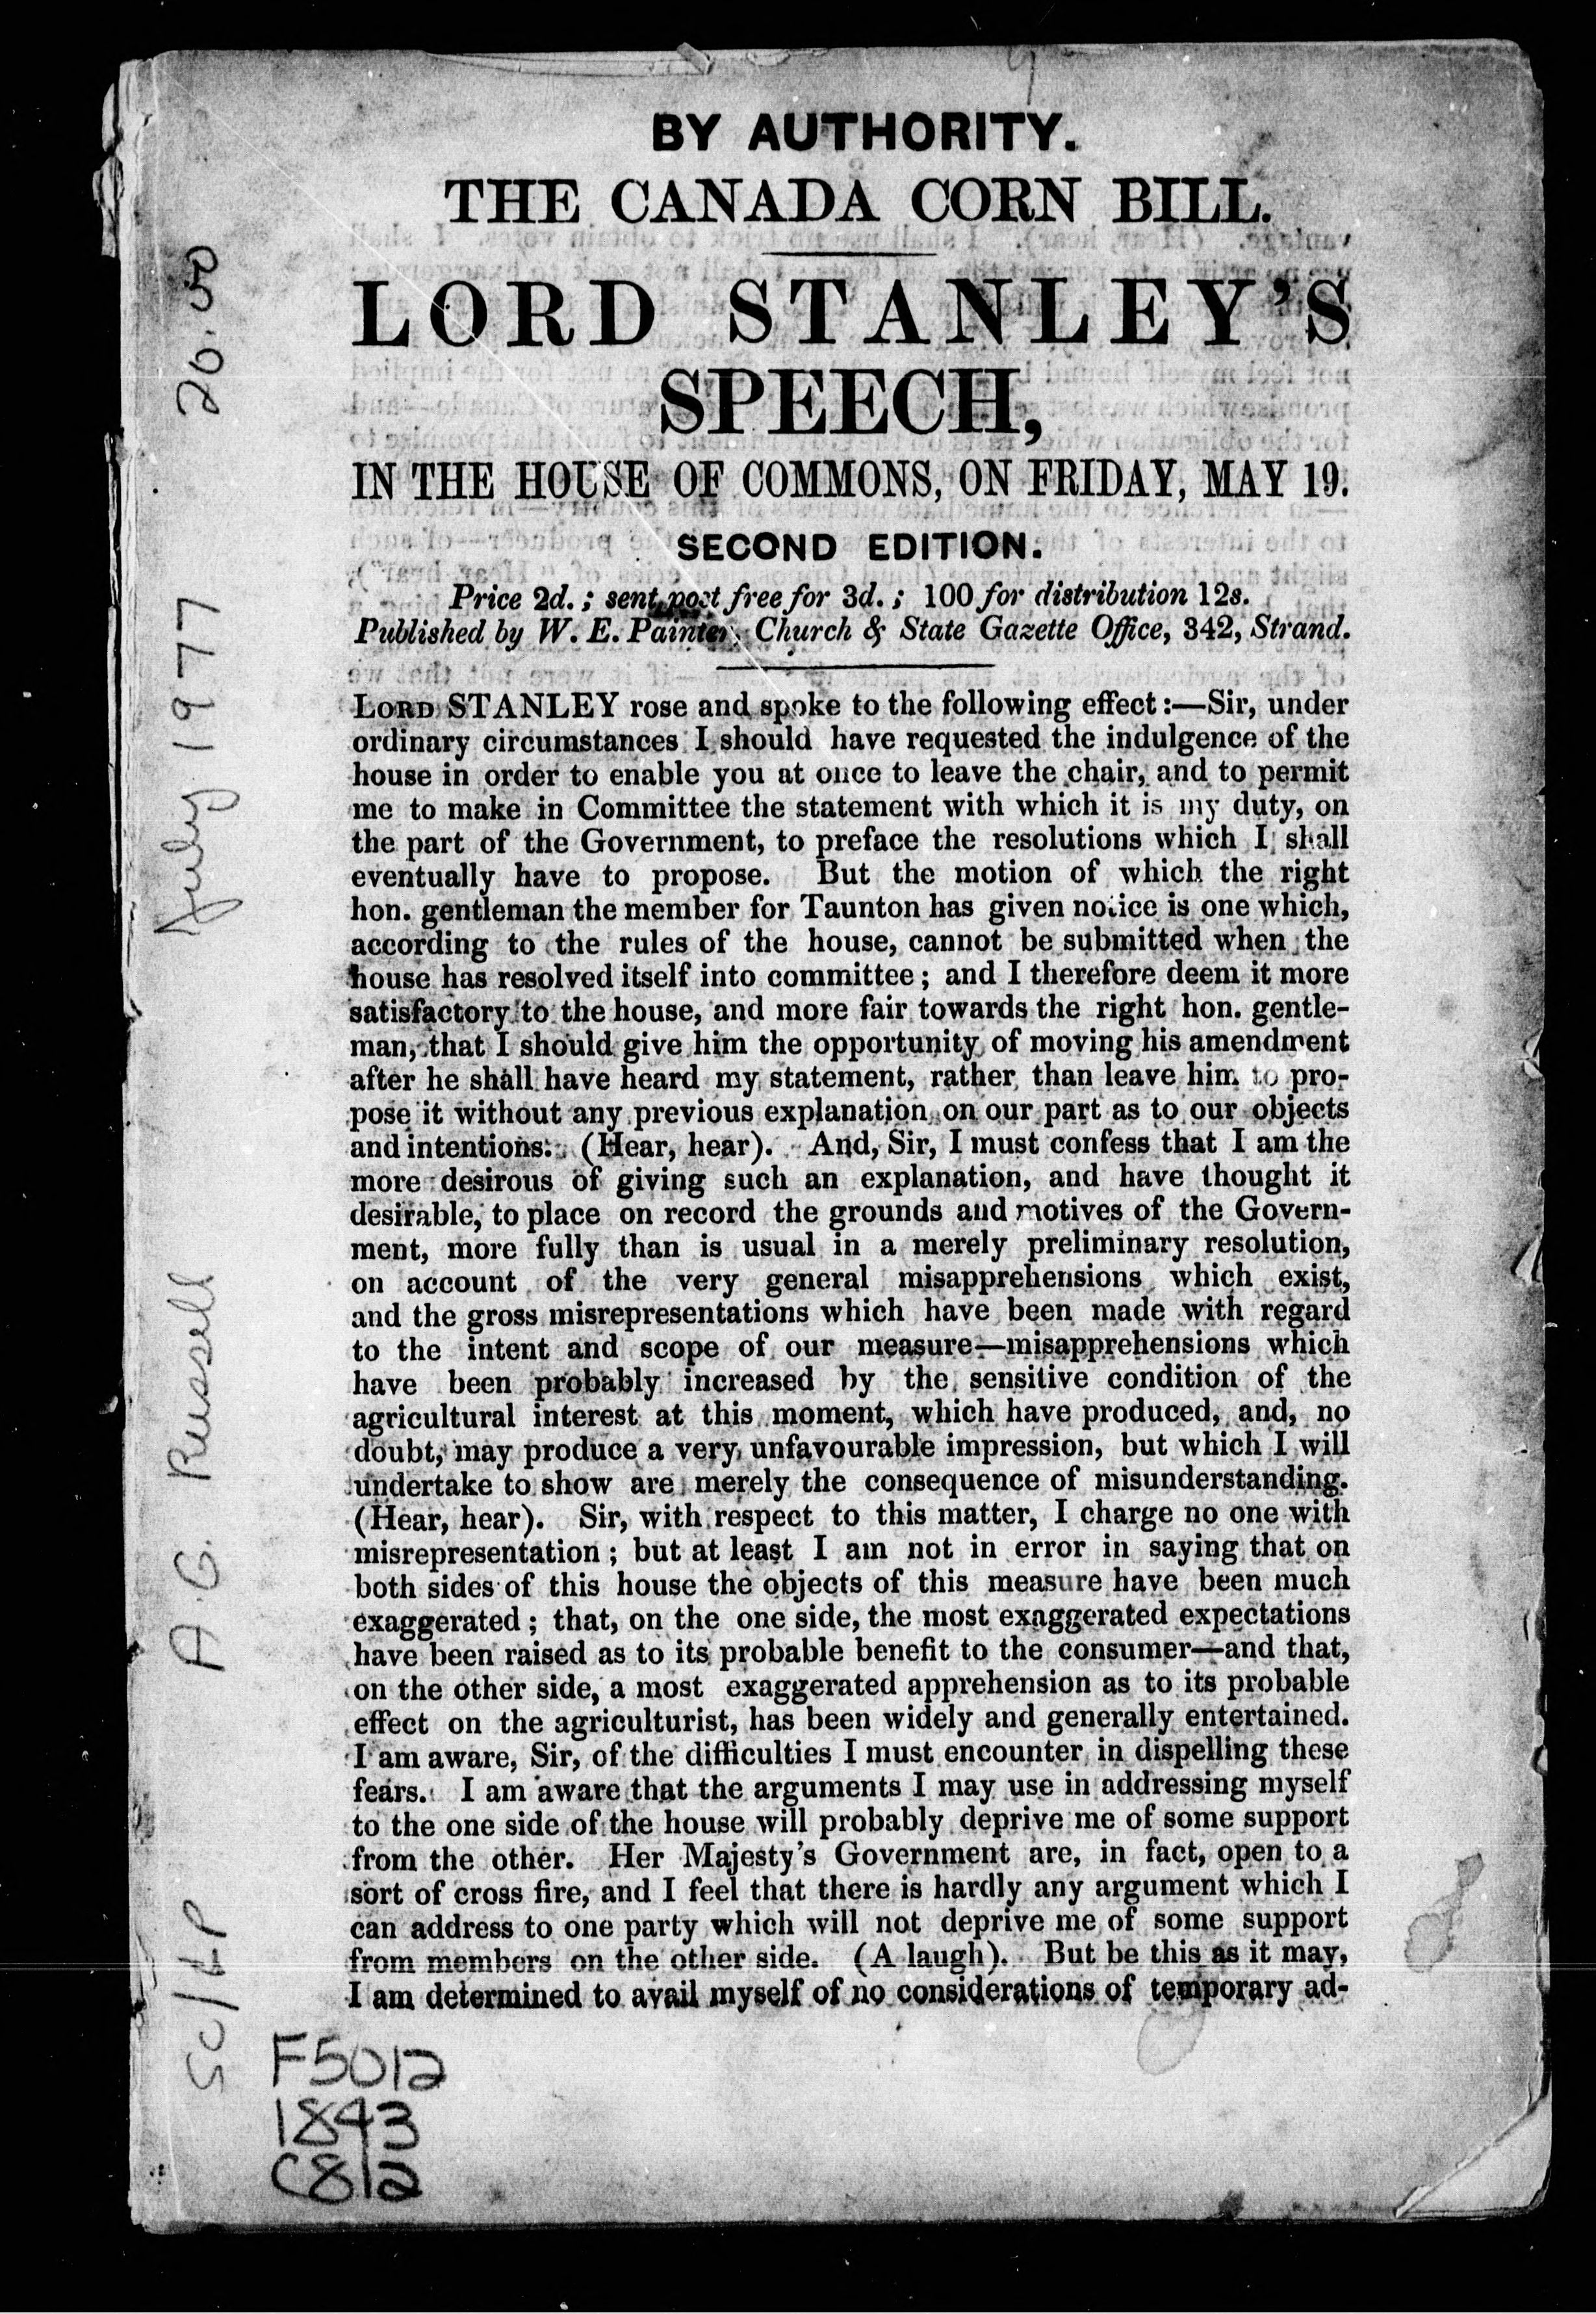 BY AUTHORITY.
THE CANADA CORN BILL.
LORD STANLEY'S
SPEECH,
IN THE HOUSE OF COMMONS, ON FRIDAY, MAY 19.
SECOND EDITION.
Price 2d.; sent post free for 3d.; 100 for distribution 12s.
Published by W. E. Painter, Church & State Gazette Office, 342, Strand.
LORD STANLEY rose and spoke to the following effect:—Sir, under
ordinary circumstances I should have requested the indulgence of the
house in order to enable you at once to leave the chair, and to permit
me to make in Committee the statement with which it is my duty, on
the part of the Government, to preface the resolutions which I shall
eventually have to propose. But the motion of which the right
hon. gentleman the member for Taunton has given notice is one which,
according to the rules of the house, cannot be submitted when the
house has resolved itself into committee; and I therefore deem it more
satisfactory to the house, and more fair towards the right hon. gentle-
man, that I should give him the opportunity of moving his amendment
after he shall have heard my statement, rather than leave him to pro-
pose it without any previous explanation on our part as to our objects
and intentions. (Hear, hear). And, Sir, I must confess that I am the
more desirous of giving such an explanation, and have thought it
desirable, to place on record the grounds and motives of the Govern-
ment, more fully than is usual in a merely preliminary resolution,
on account of the very general misapprehensions which exist,
and the gross misrepresentations which have been made with regard
to the intent and scope of our measure—misapprehensions which
have been probably increased by the sensitive condition of the
agricultural interest at this moment, which have produced, and, no
doubt, may produce a very unfavourable impression, but which I will
undertake to show are merely the consequence of misunderstanding.
(Hear, hear). Sir, with respect to this matter, I charge no one with
misrepresentation; but at least I am not in error in saying that on
both sides of this house the objects of this measure have been much
exaggerated; that, on the one side, the most exaggerated expectations
have been raised as to its probable benefit to the consumer—and that,
on the other side, a most exaggerated apprehension as to its probable
effect on the agriculturist, has been widely and generally entertained.
I am aware, Sir, of the difficulties I must encounter in dispelling these
fears. I am aware that the arguments I may use in addressing myself
to the one side of the house will probably deprive me of some support
from the other. Her Majesty's Government are, in fact, open to a
sort of cross fire, and I feel that there is hardly any argument which I
can address to one party which will not deprive me of some support
from members on the other side. (A laugh). But be this as it may,
I am determined to avail myself of no considerations of temporary ad-
A.G. Russell July 1977 20.00
F5012
1843
C812